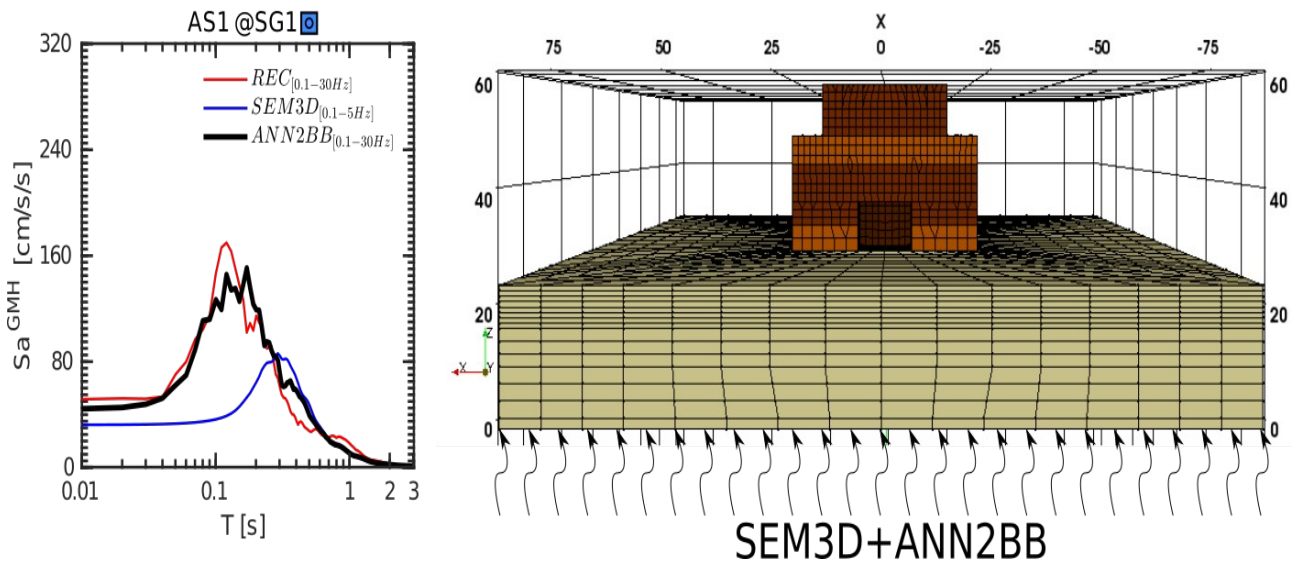 AS1 @SG1
320
240
160
80
0
Sa GMH [cm/s/s]
REC[0.1−30Hz]
SEM3D[0.1−5Hz]
ANN2BB[0.1−30Hz]
0.01 0.1 1 2 3
T [s]
X
75 50 25 0 -25 -50 -75
60 60
40 40
20 20
0 0
Z
X Y
SEM3D+ANN2BB